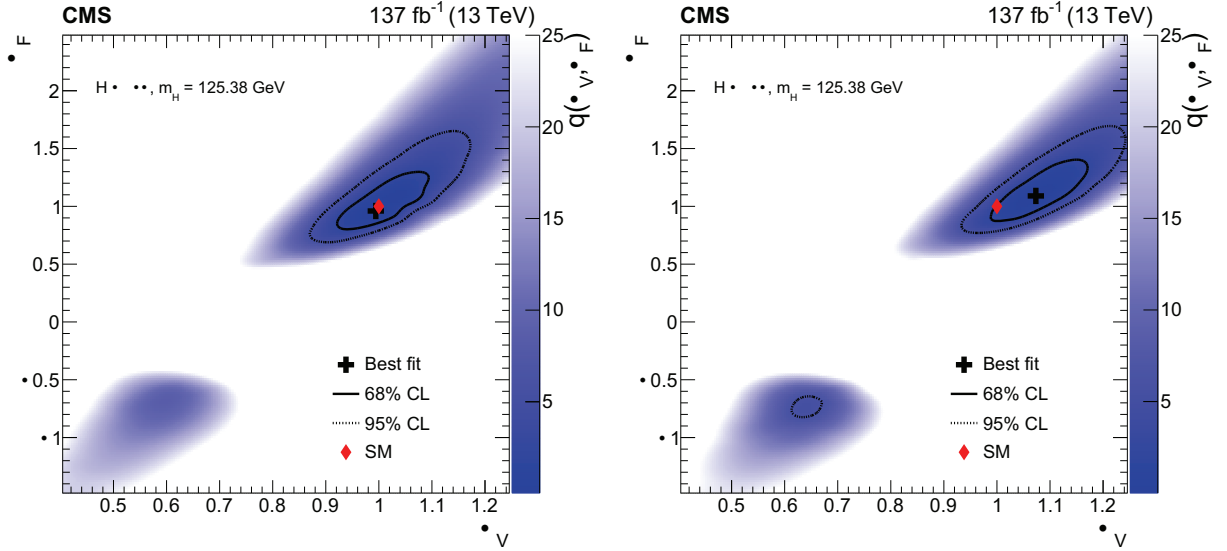 CMS 137 fb⁻¹ (13 TeV)
•F
H • ••, m_H = 125.38 GeV
2
1.5
1
0.5
0
•0.5
•1
Best fit
68% CL
95% CL
SM
0.5 0.6 0.7 0.8 0.9 1 1.1 1.2
•V
25
20
15
10
5
q(•V,•F)
CMS 137 fb⁻¹ (13 TeV)
•F
H • ••, m_H = 125.38 GeV
2
1.5
1
0.5
0
•0.5
•1
Best fit
68% CL
95% CL
SM
0.5 0.6 0.7 0.8 0.9 1 1.1 1.2
•V
25
20
15
10
5
q(•V,•F)